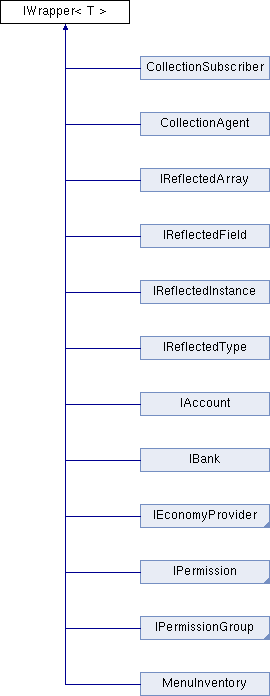 IWrapper< T >
CollectionSubscriber
CollectionAgent
IReflectedArray
IReflectedField
IReflectedInstance
IReflectedType
IAccount
IBank
IEconomyProvider
IPermission
IPermissionGroup
MenuInventory